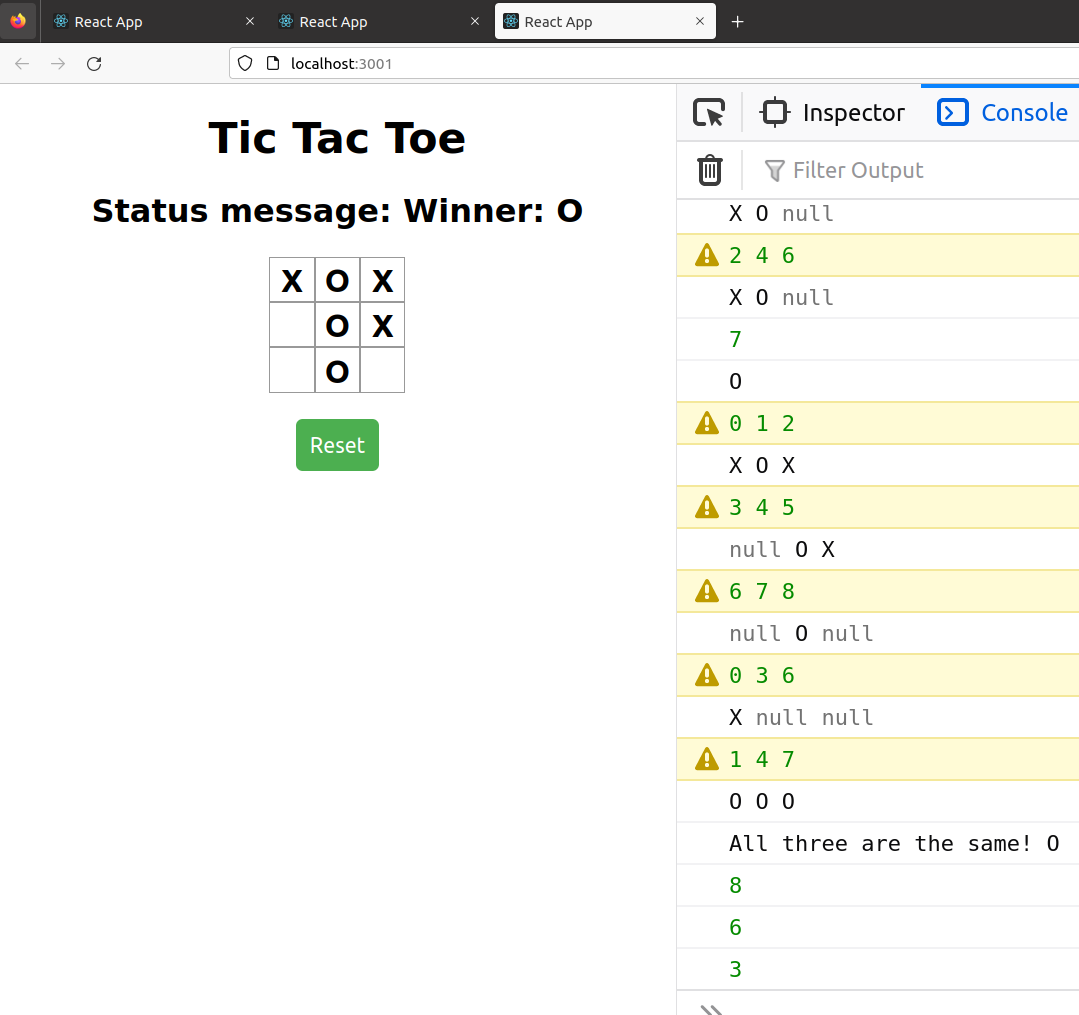 React App React App React App
localhost:3001
Tic Tac Toe
Status message: Winner: O
X O X
O X
O
Reset
Inspector Console
Filter Output
X O null
2 4 6
X O null
7
O
0 1 2
X O X
3 4 5
null O X
6 7 8
null O null
0 3 6
X null null
1 4 7
O O O
All three are the same! O
8
6
3